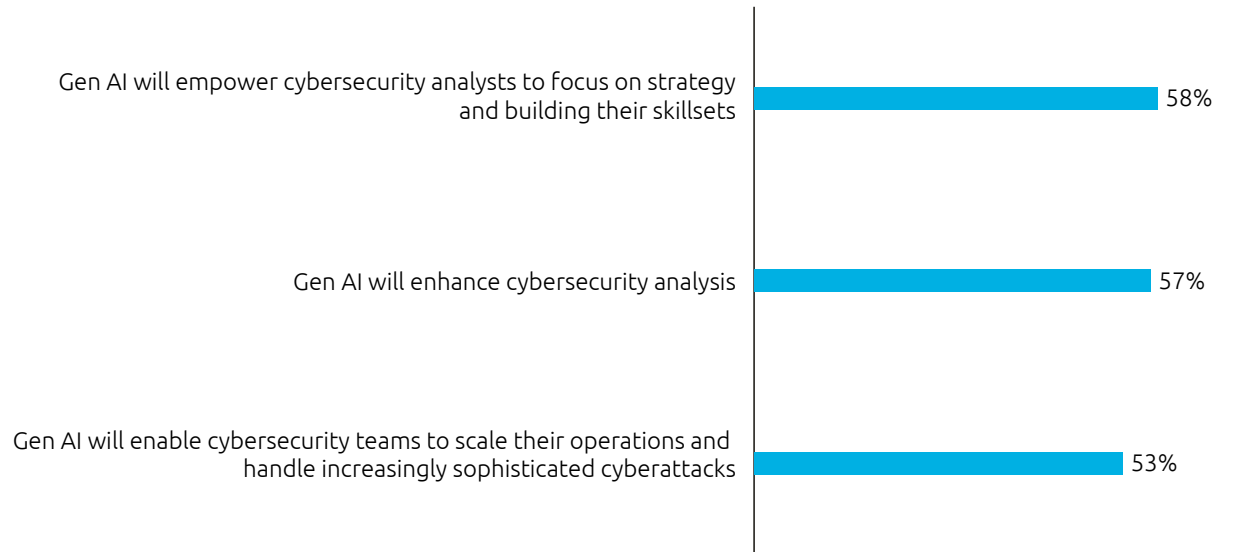 Gen AI will empower cybersecurity analysts to focus on strategy
and building their skillsets
58%
Gen AI will enhance cybersecurity analysis
57%
Gen AI will enable cybersecurity teams to scale their operations and
handle increasingly sophisticated cyberattacks
53%